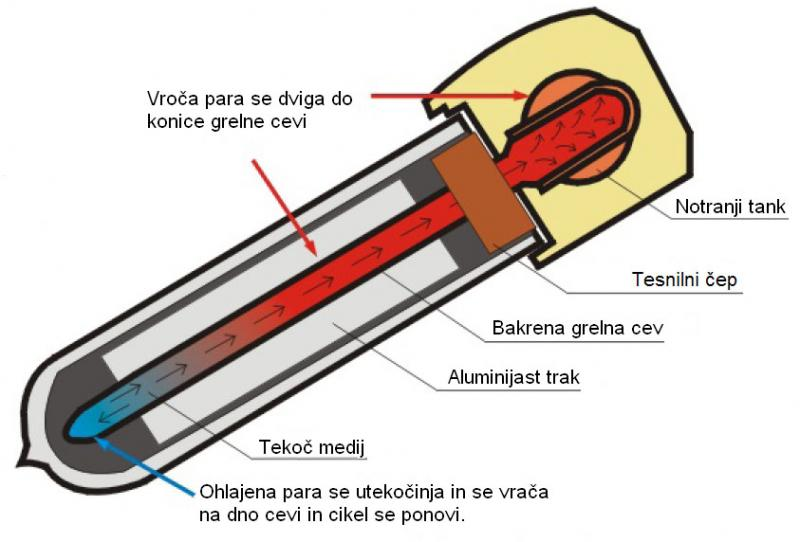 Vroča para se dviga do
konice grelne cevi
Notranji tank
Tesnilni čep
Bakrena grelna cev
Aluminijast trak
Tekoč medij
Ohlajena para se utekočinja in se vrača
na dno cevi in cikel se ponovi.